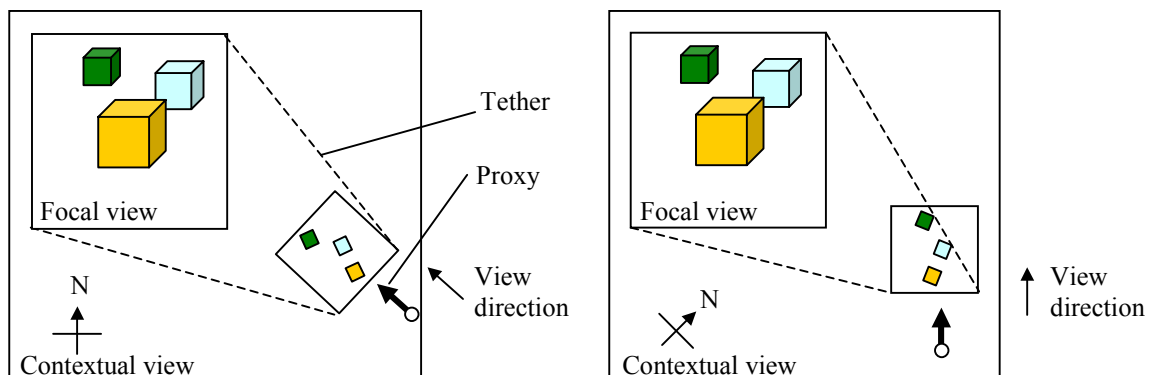 Tether
Proxy
Focal view
View
direction
N
Contextual view
Focal view
View
direction
N
Contextual view